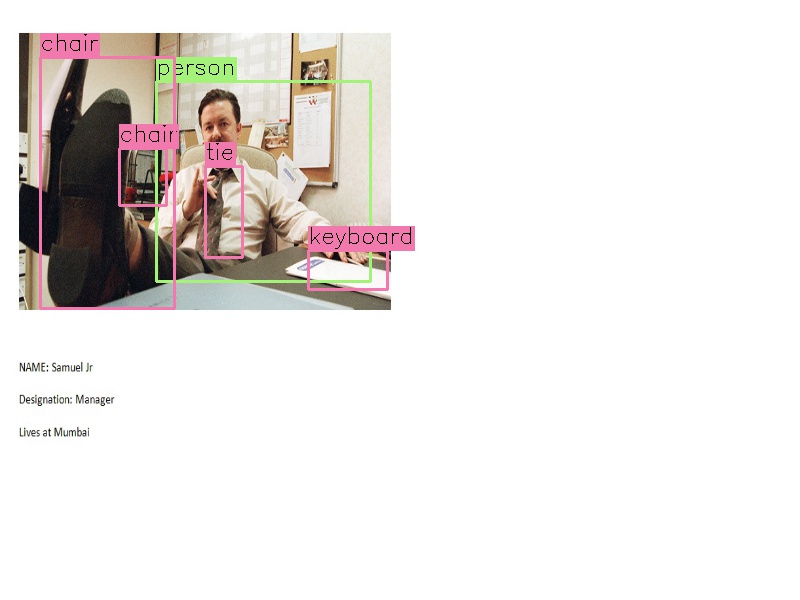 chair
person
chair
tie
keyboard
NAME: Samuel Jr
Designation: Manager
Lives at Mumbai